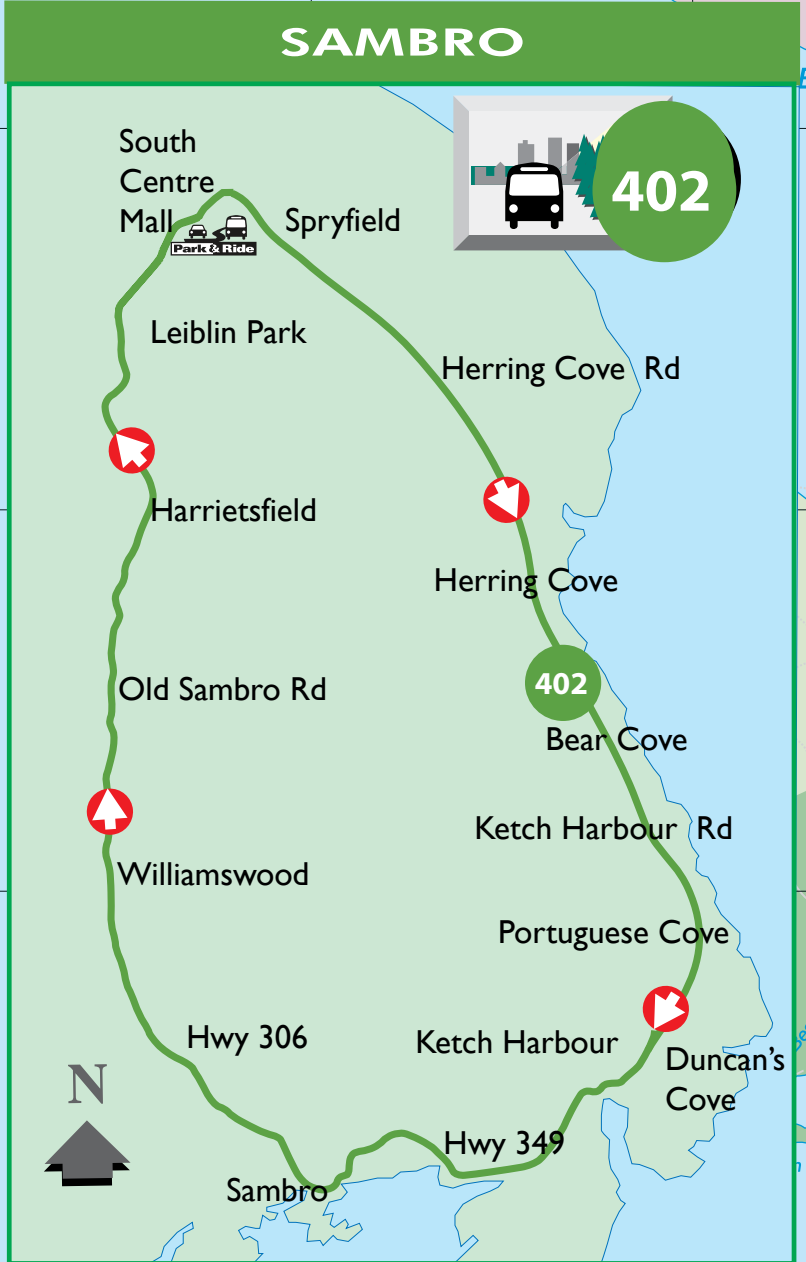 SAMBRO
402
South
Centre
Mall
Park & Ride
Spryfield
Leiblin Park
Herring Cove Rd
Harrietsfield
Herring Cove
402
Old Sambro Rd
Bear Cove
Ketch Harbour Rd
Williamswood
Portuguese Cove
Hwy 306
Ketch Harbour
Duncan's
Cove
N
Hwy 349
Sambro